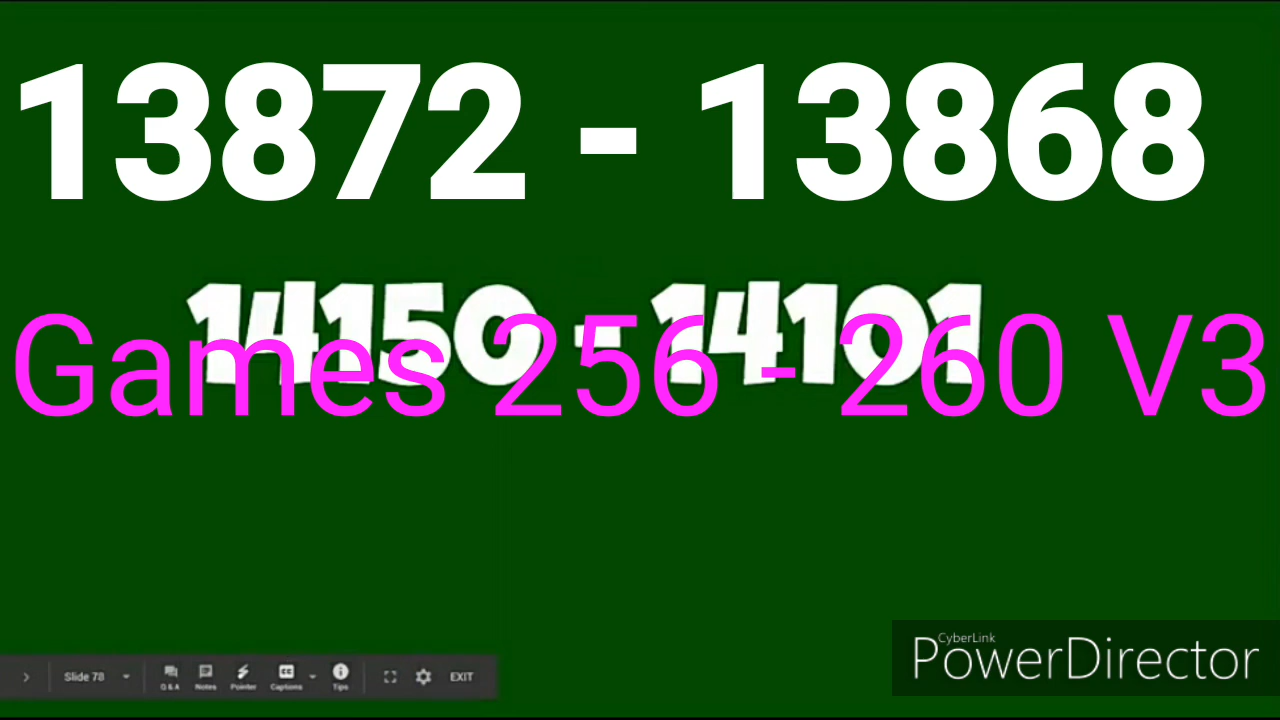 13872 - 13868
14150 - 14101
Games 256 - 260 V3
Slide 78
Q & A
Notes
Pointer
Captions
Tips
EXIT
CyberLink
PowerDirector